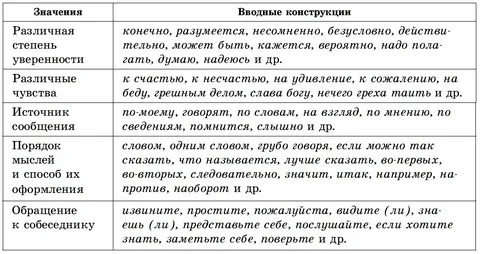 Значения Вводные конструкции
Различная степень уверенности
конечно, разумеется, несомненно, безусловно, действи-
тельно, может быть, кажется, вероятно, надо пола-
гать, думаю, надеюсь и др.
Различные чувства
к счастью, к несчастью, на удивление, к сожалению, на
беду, грешным делом, слава богу, нечего греха таить и др.
Источник сообщения
по-моему, говорят, по словам, на взгляд, по мнению, по
сведениям, помнится, слышно и др.
Порядок мыслей и способ их оформления
словом, одним словом, грубо говоря, если можно так
сказать, что называется, лучше сказать, во-первых,
во-вторых, следовательно, значит, итак, например, на-
против, наоборот и др.
Обращение к собеседнику
извините, простите, пожалуйста, видите (ли), зна-
ешь (ли), представьте себе, послушайте, если хотите
знать, заметьте себе, поверьте и др.